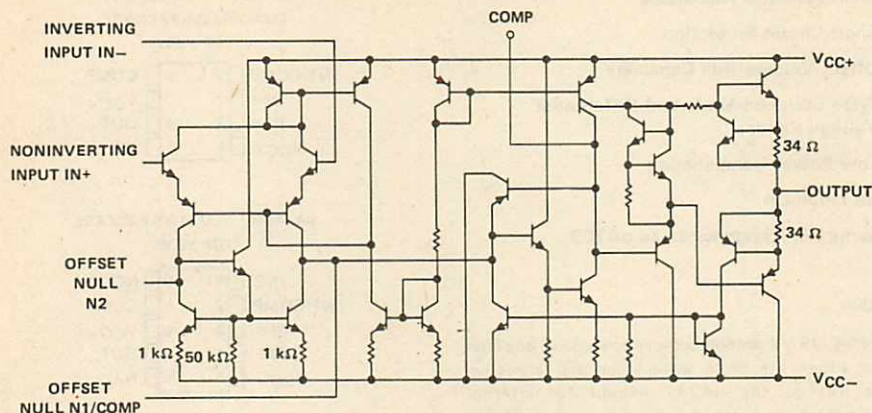 COMP
INVERTING
INPUT IN−
VCC+
NONINVERTING
INPUT IN+
34 Ω
OUTPUT
34 Ω
OFFSET
NULL
N2
1 kΩ
50 kΩ
1 kΩ
OFFSET
NULL N1/COMP
VCC−